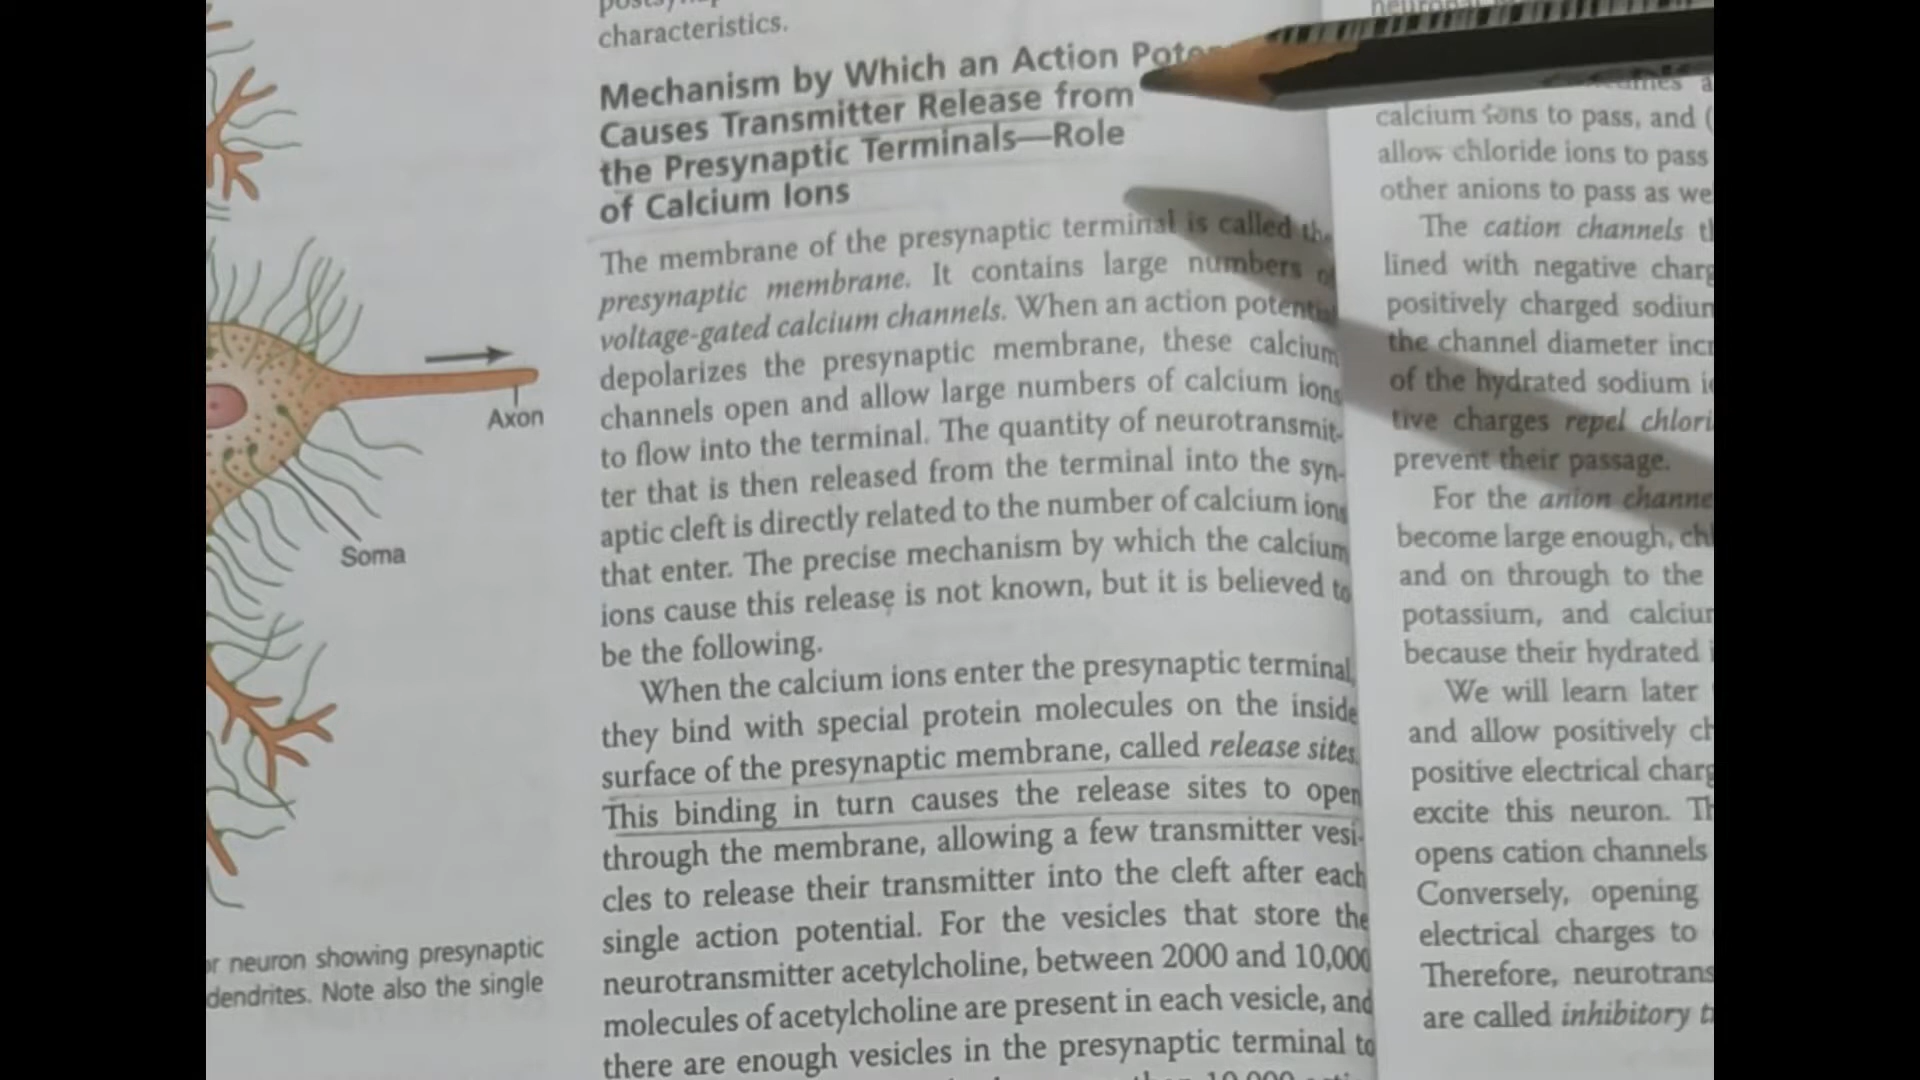 characteristics.
Mechanism by Which an Action
Causes Transmitter Release from
the Presynaptic Terminals—Role
of Calcium Ions
The membrane of the presynaptic terminal is called the
presynaptic membrane. It contains large numbers of
voltage-gated calcium channels. When an action potential
depolarizes the presynaptic membrane, these calcium
channels open and allow large numbers of calcium ions
to flow into the terminal. The quantity of neurotransmit-
ter that is then released from the terminal into the syn-
aptic cleft is directly related to the number of calcium ions
that enter. The precise mechanism by which the calcium
ions cause this release is not known, but it is believed to
be the following.
When the calcium ions enter the presynaptic terminal,
they bind with special protein molecules on the inside
surface of the presynaptic membrane, called release sites.
This binding in turn causes the release sites to open
through the membrane, allowing a few transmitter vesi-
cles to release their transmitter into the cleft after each
single action potential. For the vesicles that store the
neurotransmitter acetylcholine, between 2000 and 10,000
molecules of acetylcholine are present in each vesicle, and
there are enough vesicles in the presynaptic terminal to
Axon
Soma
neuron showing presynaptic
dendrites. Note also the single
calcium ions to pass, and (
allow chloride ions to pass
other anions to pass as we
The cation channels
lined with negative
positively charged
the channel diameter
of the hydrated sodium
tive charges repel
prevent their passage.
For the anion
become large enough,
and on through to the
potassium, and
because their hydrated
We will learn later
and allow positively
positive electrical
excite this neuron.
opens cation channels
Conversely, opening
electrical charges to
Therefore,
are called inhibitory